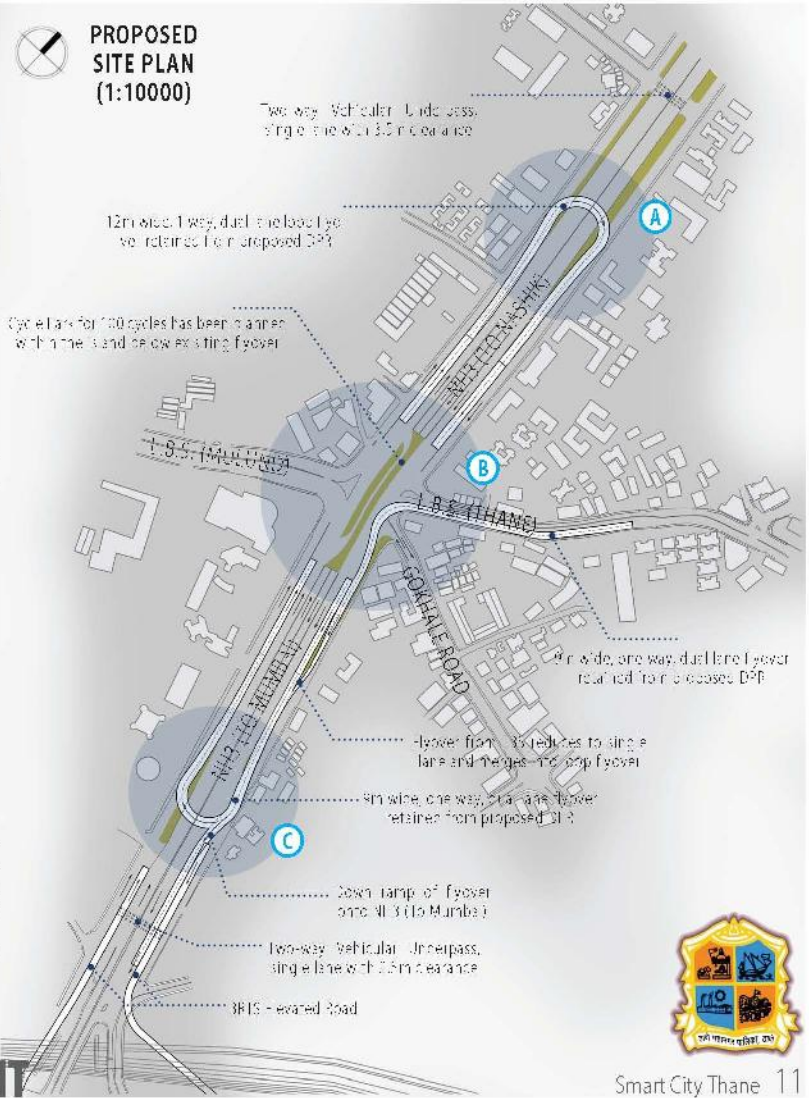 PROPOSED
SITE PLAN
(1:10000)
Two-way Vehicular Underpass,
single lane with 3.5m clearance
A
12m wide, 1 way, dual lane loop flyo
ver retained from proposed DPR
NH3 (TO NASHIK)
Cycle Park for 100 cycles has been planned
within the island below existing flyover
L.B.S. (MULUND)
B
L.B.S. (THANE)
GOKHALE ROAD
9m wide, one way, dual lane flyover
retained from proposed DPR
NH3 (TO MUMBAI)
Flyover from LBS reduces to single
lane and merges into loop flyover
9m wide, one way, dual lane flyover
retained from proposed DPR
C
Down ramp of flyover
onto NH3 (To Mumbai)
Two-way Vehicular Underpass,
single lane with clearance
BRTS Elevated Road
ठाणे महानगर पालिका, ठाणे
IT
Smart City Thane 11